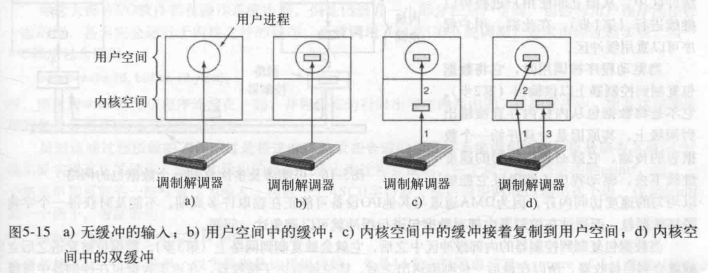 用户进程
用户空间
内核空间
2
2
1
1
3
调制解调器
调制解调器
调制解调器
调制解调器
a)
b)
c)
d)
图5-15 a) 无缓冲的输入；b) 用户空间中的缓冲；c) 内核空间中的缓冲接着复制到用户空间；d) 内核空
间中的双缓冲